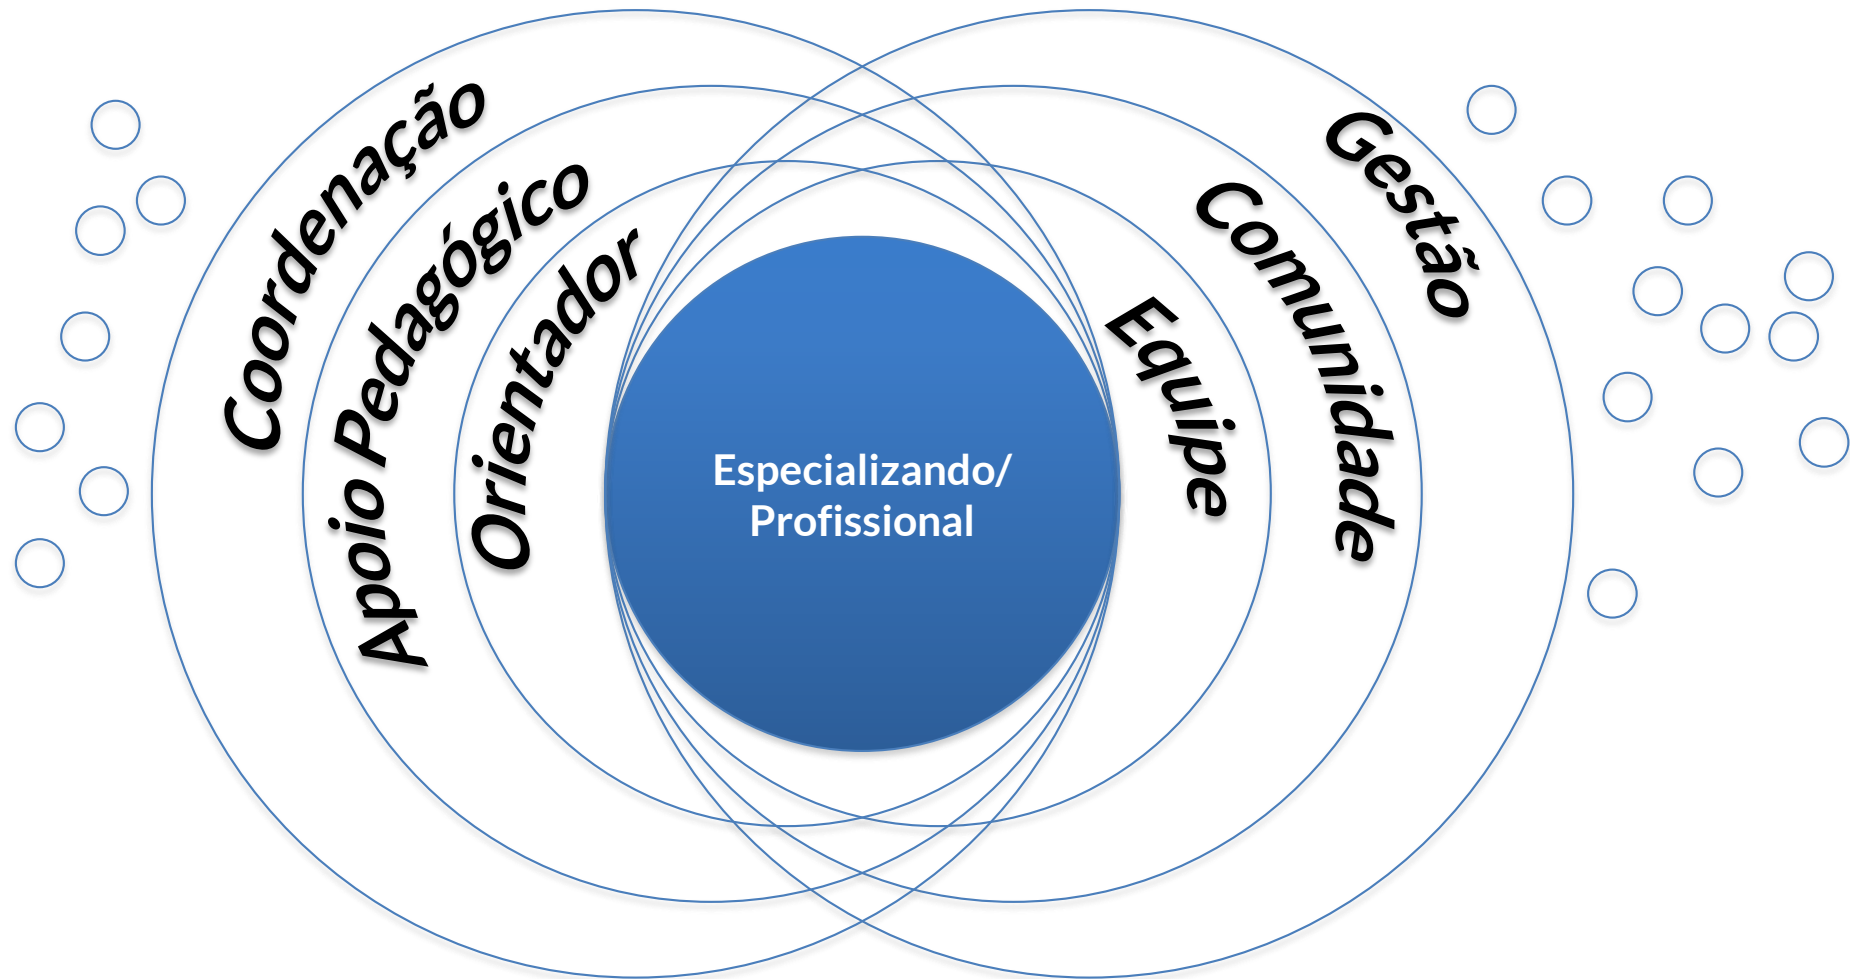 Coordenação
Apoio Pedagógico
Orientador
Especializando/
Profissional
Equipe
Comunidade
Gestão